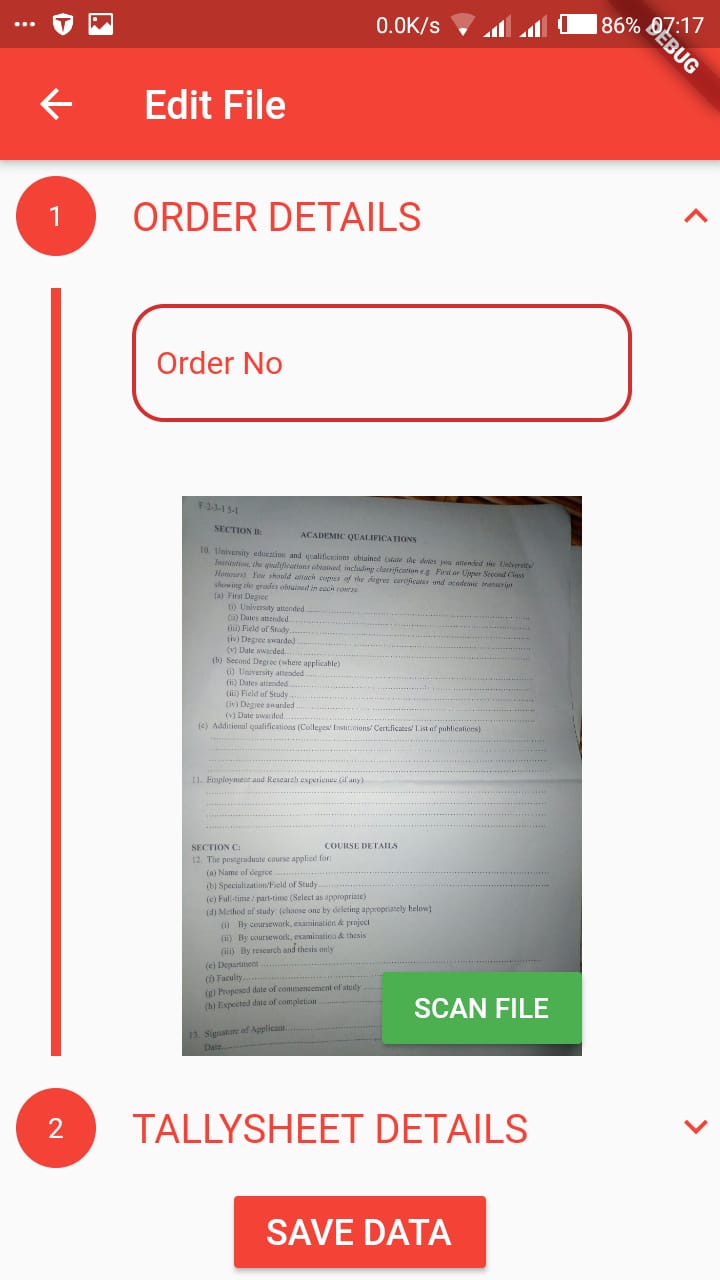 0.0K/s 86% 07:17
DEBUG
Edit File
1 ORDER DETAILS
Order No
F-2-3-1 3-1
SECTION B: ACADEMIC QUALIFICATIONS
10. University education and qualifications obtained (state the dates you attended the University/
Institution, the qualifications obtained, including classification e.g. First or Upper Second Class
Honours). You should attach copies of the degree certificates and academic transcript
showing the grades obtained in each course.
(a) First Degree
(i) University attended
(ii) Dates attended
(iii) Field of Study
(iv) Degree awarded
(v) Date awarded
(b) Second Degree (where applicable)
(i) University attended
(ii) Dates attended
(iii) Field of Study
(iv) Degree awarded
(v) Date awarded
(c) Additional qualifications (Colleges/ Institutions/ Certificates/ List of publications)
11. Employment and Research experience (if any)
SECTION C: COURSE DETAILS
12. The postgraduate course applied for:
(a) Name of degree
(b) Specialization/Field of Study
(c) Full-time / part-time (Select as appropriate)
(d) Method of study: (choose one by deleting appropriately below)
(i) By coursework, examination & project
(ii) By coursework, examination & thesis
(iii) By research and thesis only
(e) Department
(f) Faculty
(g) Proposed date of commencement of study
(h) Expected date of completion
13. Signature of Applicant
Date
SCAN FILE
2 TALLYSHEET DETAILS
SAVE DATA